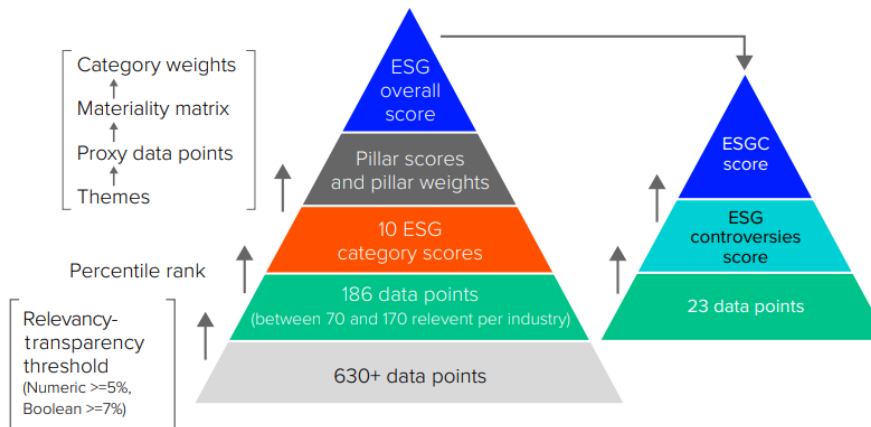 Category weights
Materiality matrix
Proxy data points
Themes
Percentile rank
Relevancy-
transparency
threshold
(Numeric >=5%,
Boolean >=7%)
ESG
overall
score
Pillar scores
and pillar weights
10 ESG
category scores
186 data points
(between 70 and 170 relevent per industry)
630+ data points
ESGC
score
ESG
controversies
score
23 data points